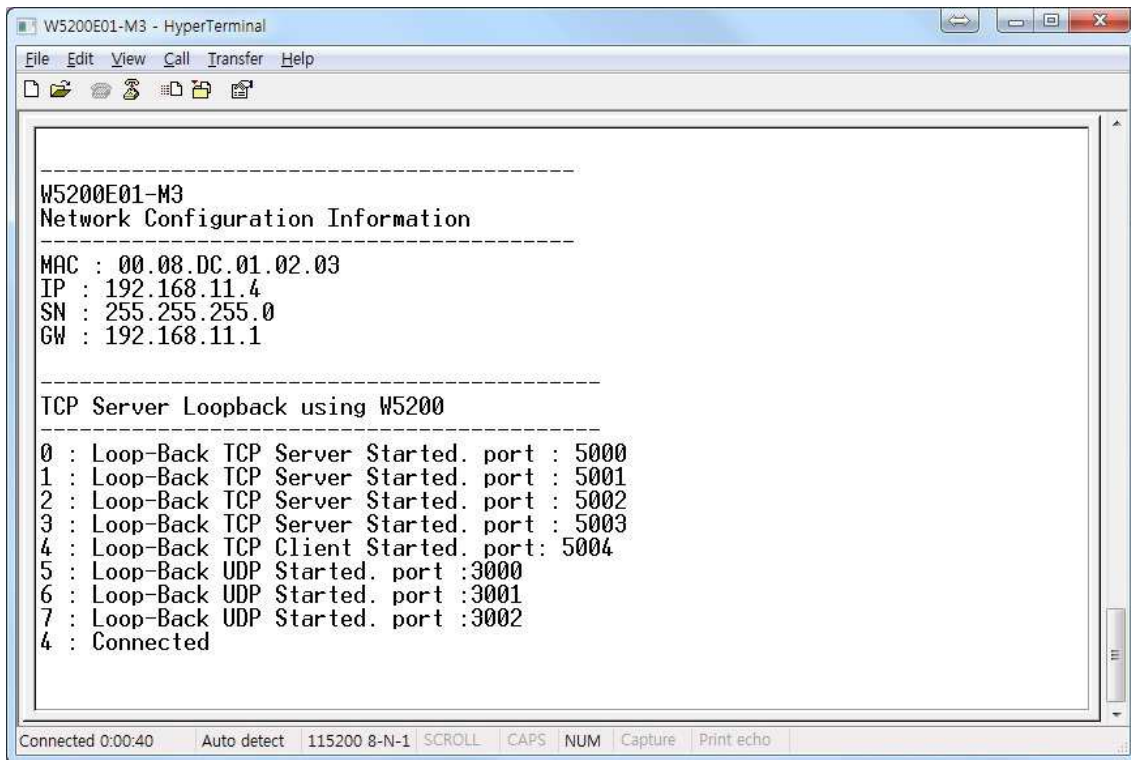 W5200E01-M3 - HyperTerminal
File Edit View Call Transfer Help
-----------------------------------------
W5200E01-M3
Network Configuration Information
-----------------------------------------
MAC : 00.08.DC.01.02.03
IP : 192.168.11.4
SN : 255.255.255.0
GW : 192.168.11.1
-------------------------------------------
TCP Server Loopback using W5200
-------------------------------------------
0 : Loop-Back TCP Server Started. port : 5000
1 : Loop-Back TCP Server Started. port : 5001
2 : Loop-Back TCP Server Started. port : 5002
3 : Loop-Back TCP Server Started. port : 5003
4 : Loop-Back TCP Client Started. port: 5004
5 : Loop-Back UDP Started. port :3000
6 : Loop-Back UDP Started. port :3001
7 : Loop-Back UDP Started. port :3002
4 : Connected
Connected 0:00:40 Auto detect 115200 8-N-1 SCROLL CAPS NUM Capture Print echo